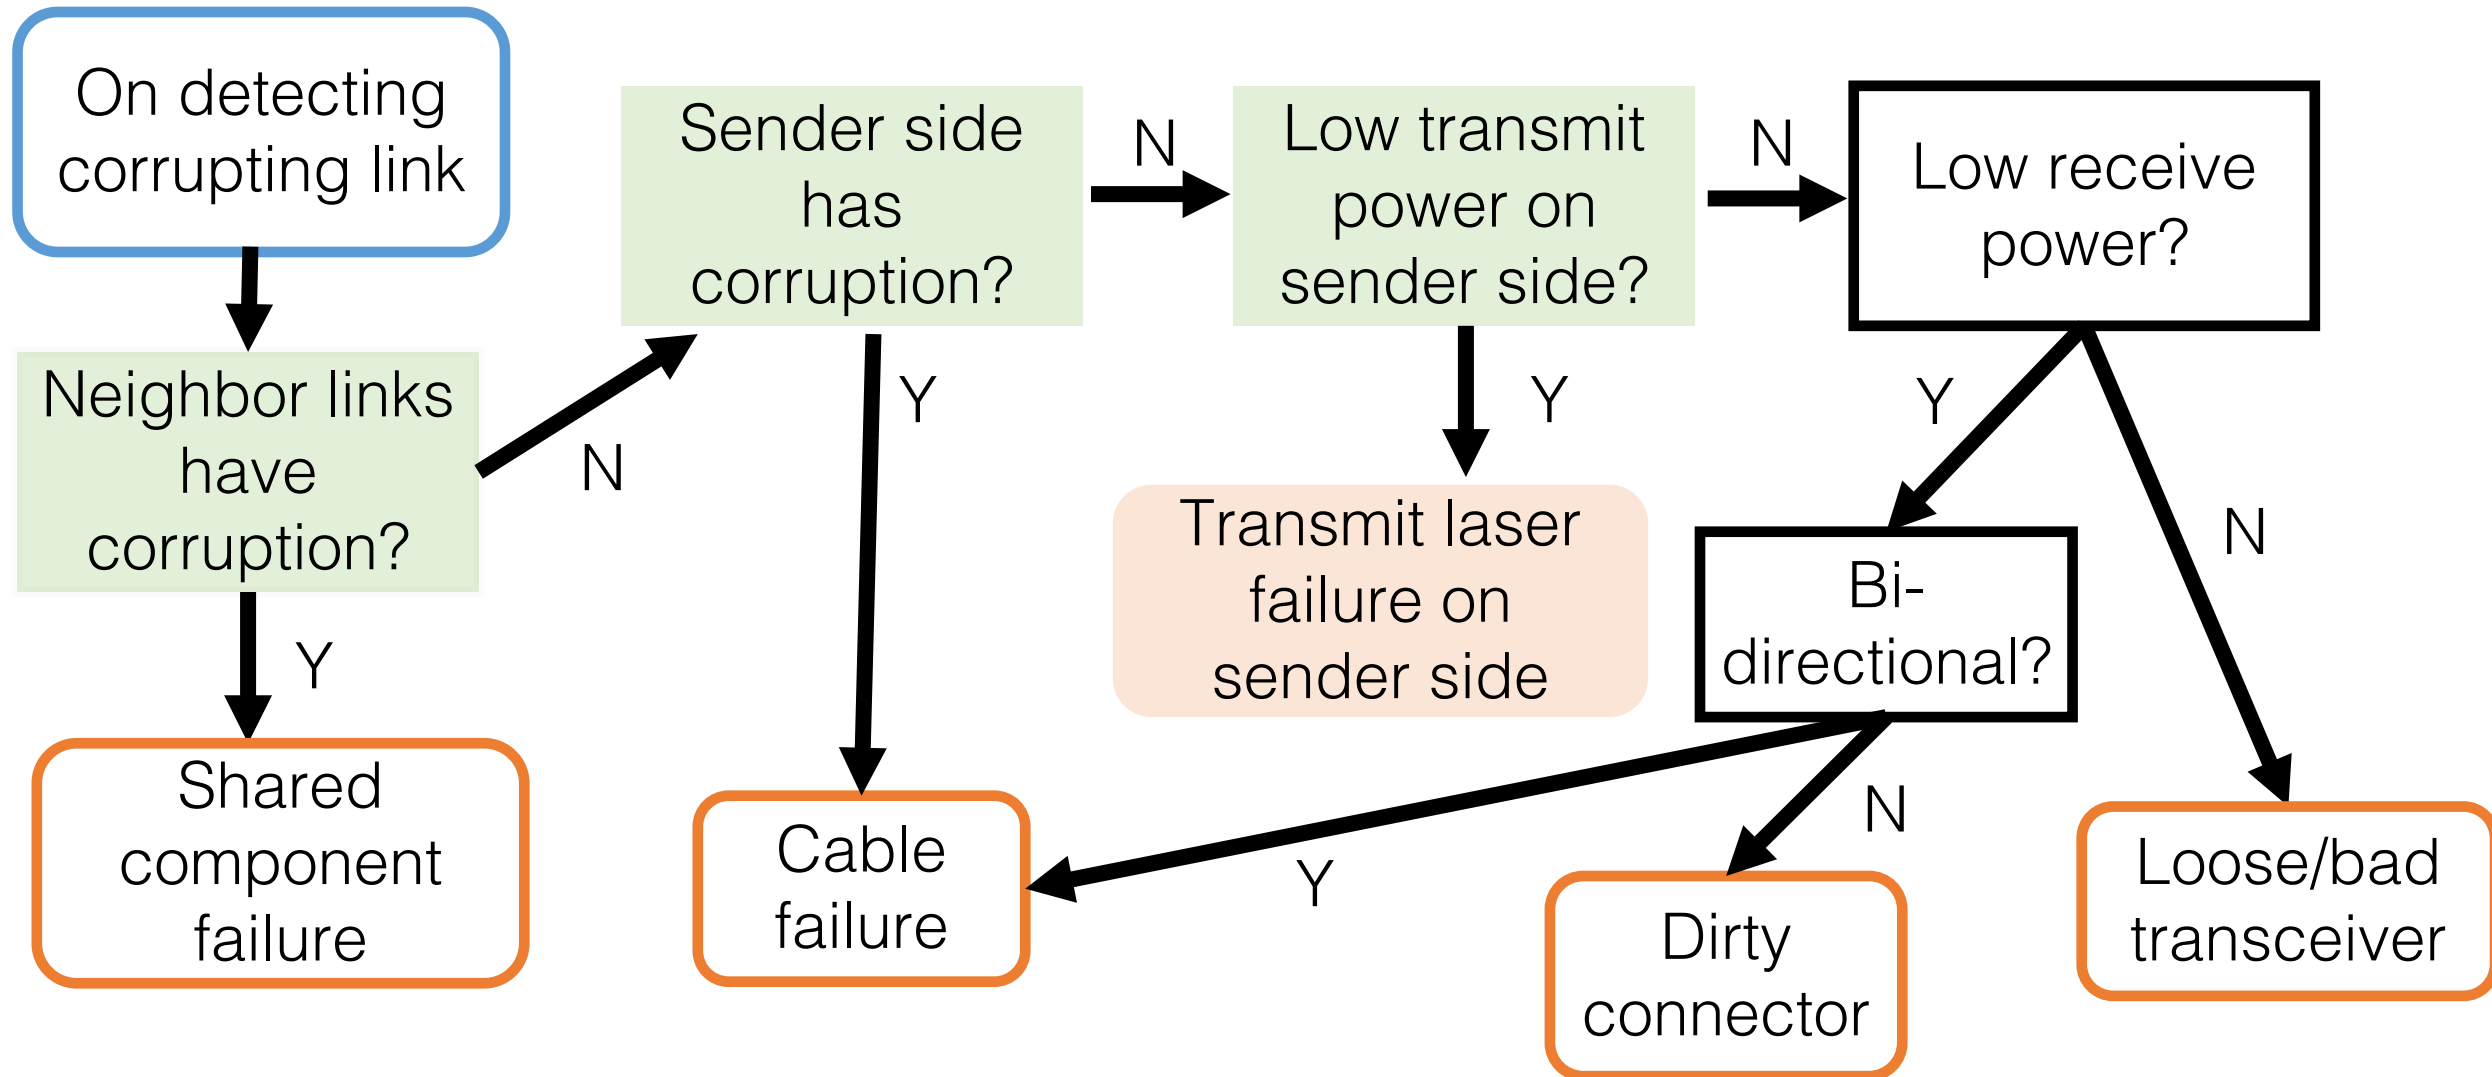 On detecting
corrupting link
Neighbor links
have
corruption?
N
Y
Shared
component
failure
Sender side
has
corruption?
N
Y
Cable
failure
Low transmit
power on
sender side?
N
Y
Transmit laser
failure on
sender side
Low receive
power?
Y
N
Bi-
directional?
Y
N
Dirty
connector
Loose/bad
transceiver